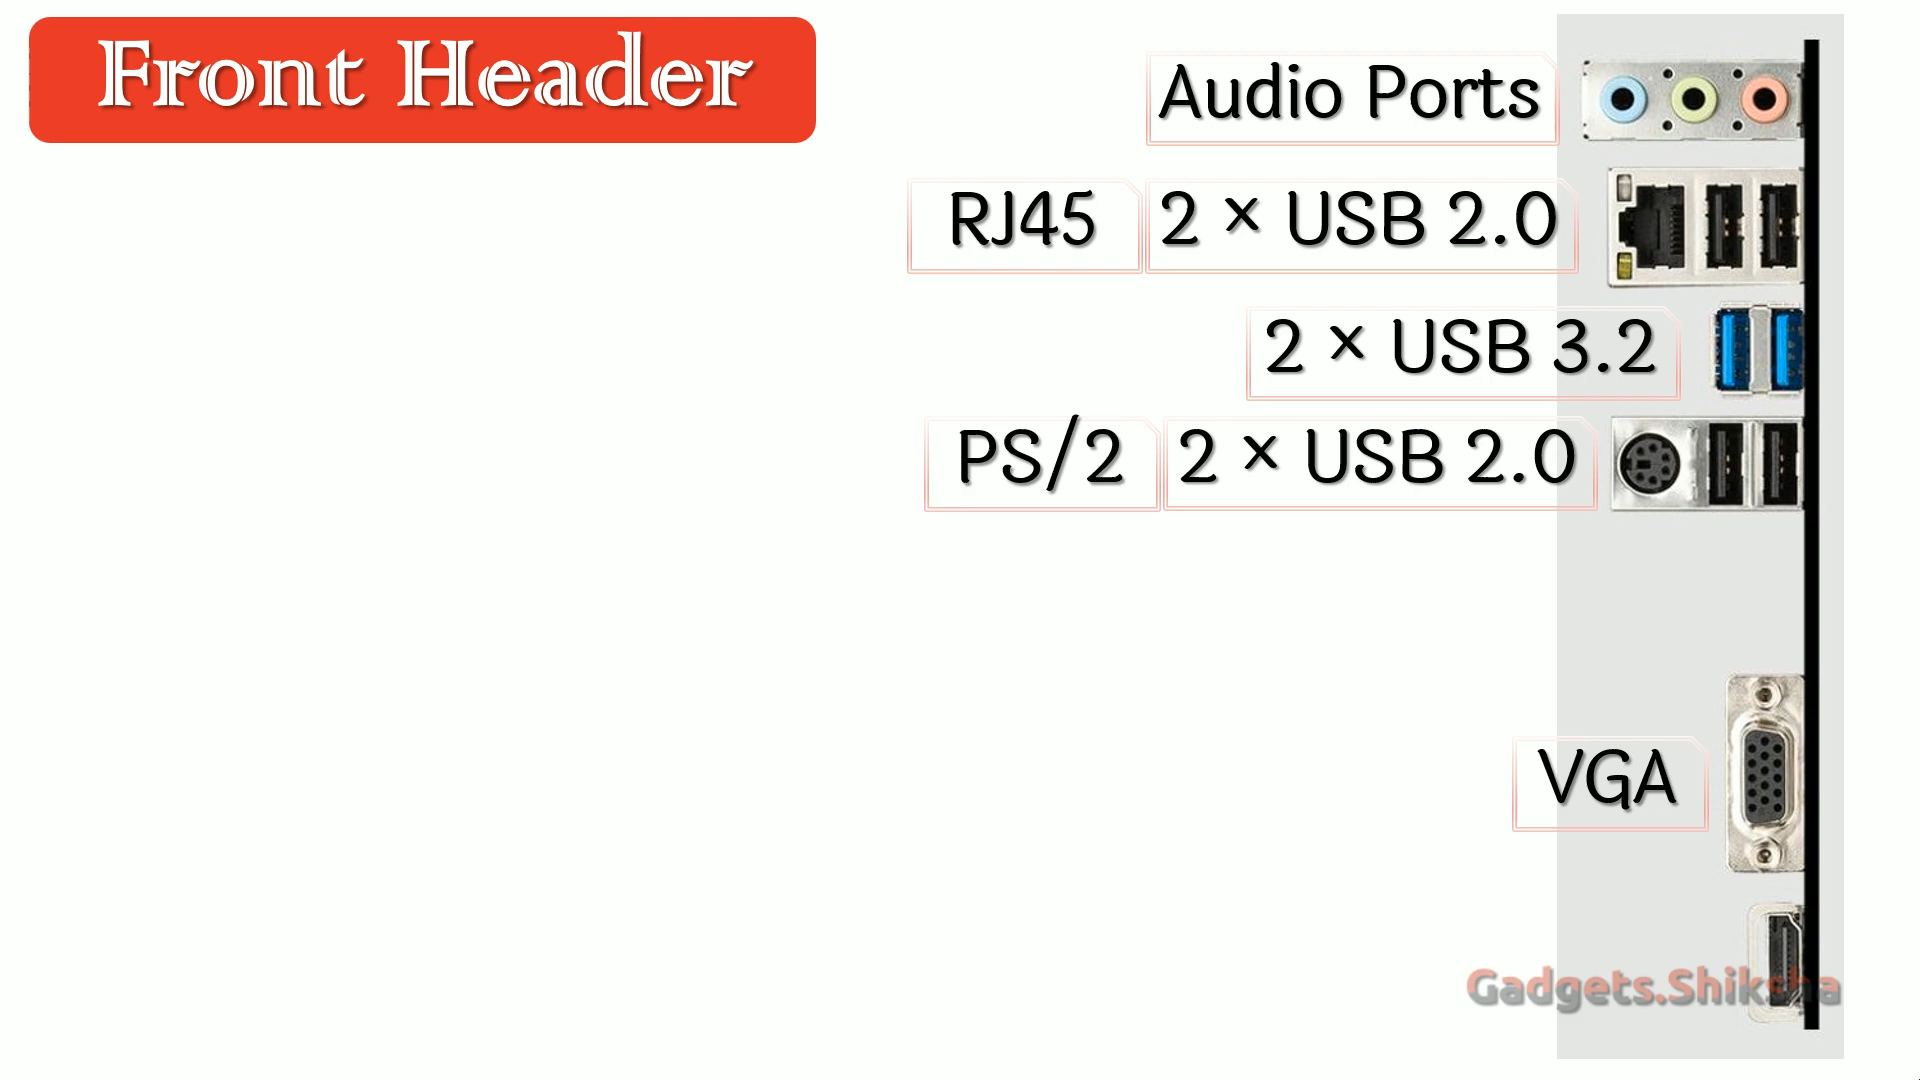 Front Header
Audio Ports
RJ45 2 × USB 2.0
2 × USB 3.2
PS/2 2 × USB 2.0
VGA
Gadgets.Shiksha